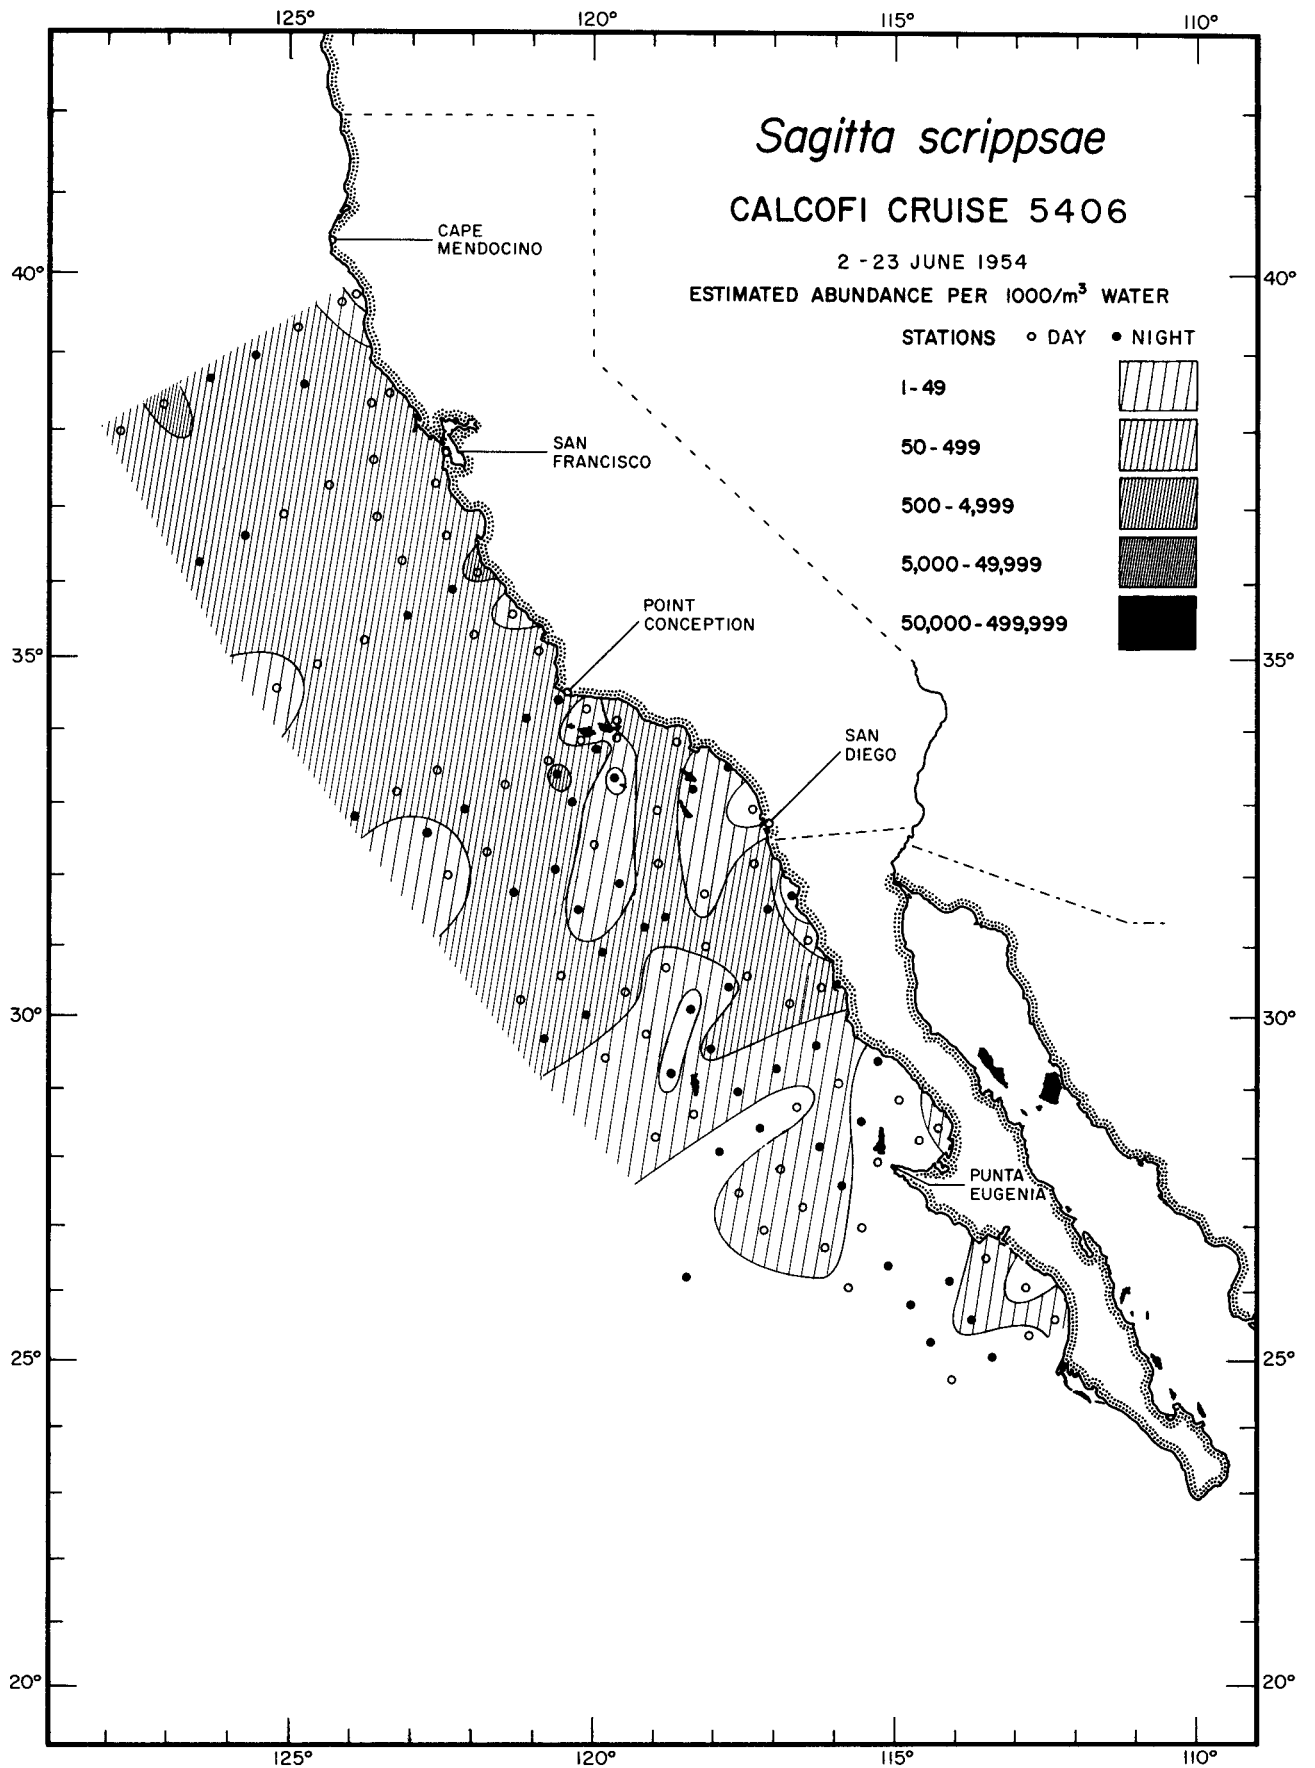 125°
120°
115°
110°
Sagitta scrippsae
CALCOFI CRUISE 5406
2 - 23 JUNE 1954
ESTIMATED ABUNDANCE PER 1000/m³ WATER
STATIONS ○ DAY ● NIGHT
1 - 49
50 - 499
500 - 4,999
5,000 - 49,999
50,000 - 499,999
CAPE
MENDOCINO
40°
40°
SAN
FRANCISCO
POINT
CONCEPTION
35°
35°
SAN
DIEGO
30°
30°
PUNTA
EUGENIA
25°
25°
20°
20°
125°
120°
115°
110°